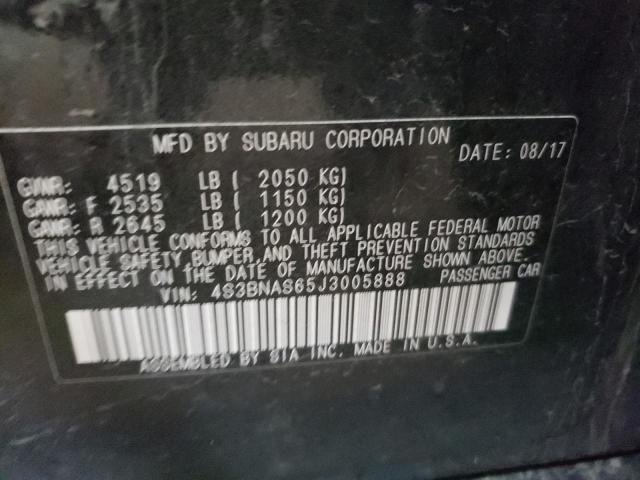 MFD BY SUBARU CORPORATION DATE: 08/17
GVWR: 4519 LB ( 2050 KG)
GAWR: F 2535 LB ( 1150 KG)
GAWR: R 2645 LB ( 1200 KG)
THIS VEHICLE CONFORMS TO ALL APPLICABLE FEDERAL MOTOR
VEHICLE SAFETY, BUMPER, AND THEFT PREVENTION STANDARDS
IN EFFECT ON THE DATE OF MANUFACTURE SHOWN ABOVE.
VIN: 4S3BNAS65J3005888 PASSENGER CAR
ASSEMBLED BY SIA INC. MADE IN U.S.A.